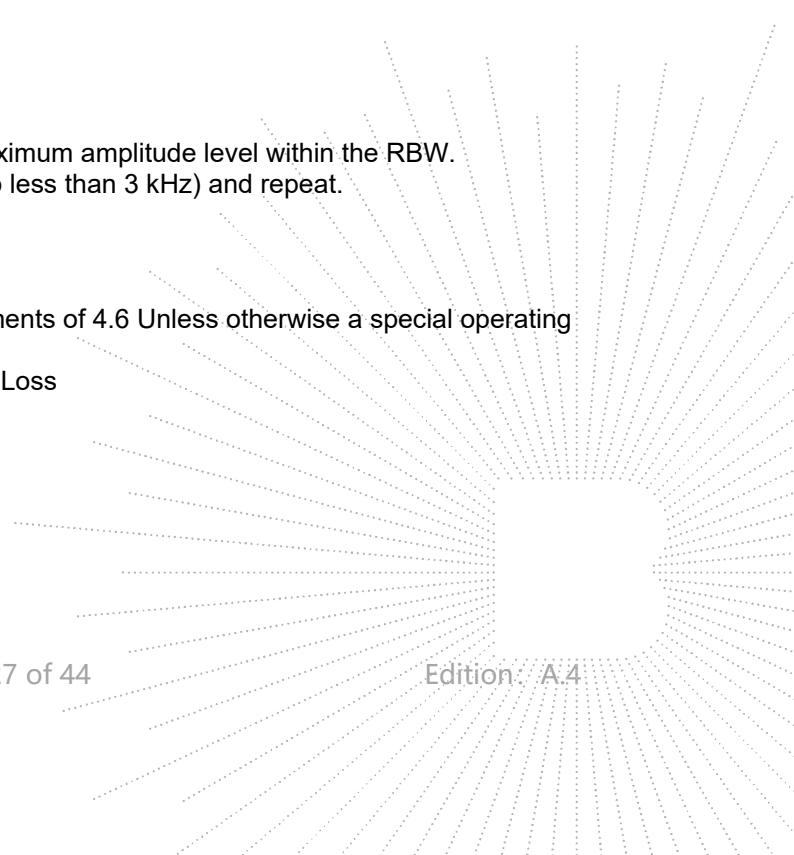 ximum amplitude level within the RBW.
less than 3 kHz) and repeat.
ments of 4.6 Unless otherwise a special operating
Loss
7 of 44 Edition: A.4